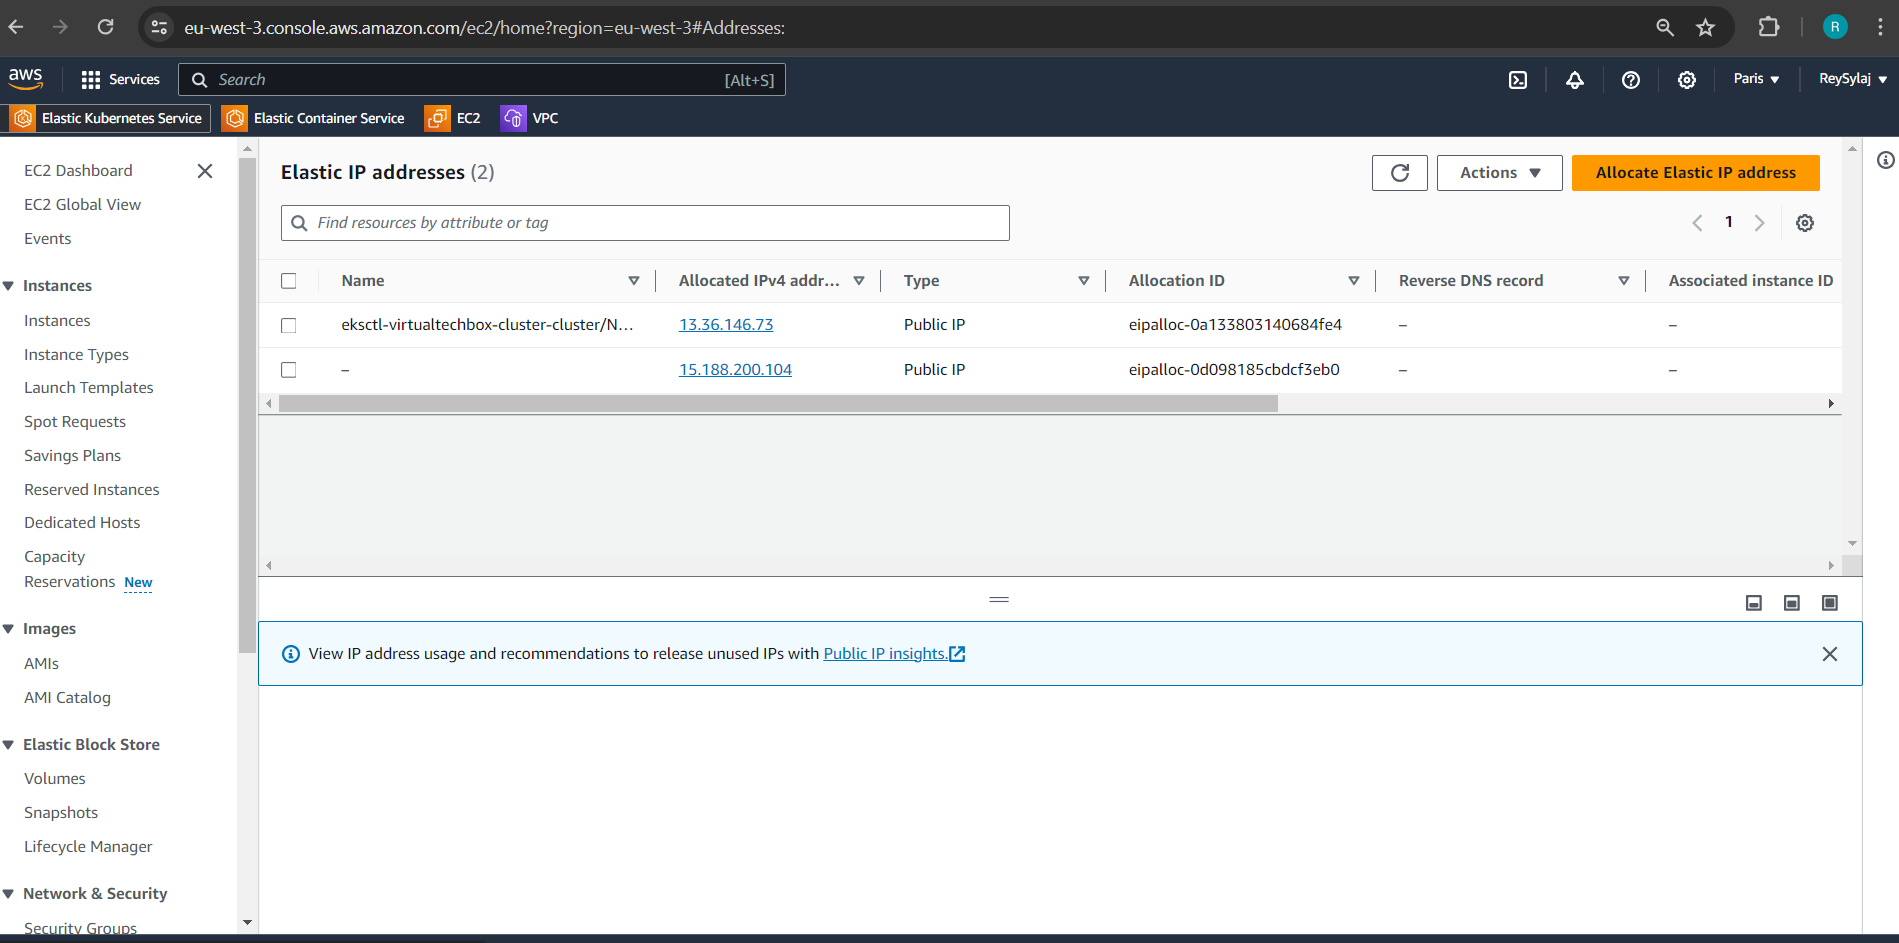 eu-west-3.console.aws.amazon.com/ec2/home?region=eu-west-3#Addresses:
R
aws
Services
Search
[Alt+S]
Paris
ReySylaj
Elastic Kubernetes Service
Elastic Container Service
EC2
VPC
EC2 Dashboard
EC2 Global View
Events
Instances
Instances
Instance Types
Launch Templates
Spot Requests
Savings Plans
Reserved Instances
Dedicated Hosts
Capacity
Reservations New
Images
AMIs
AMI Catalog
Elastic Block Store
Volumes
Snapshots
Lifecycle Manager
Network & Security
Security Groups
Elastic IP addresses (2)
Actions
Allocate Elastic IP address
Find resources by attribute or tag
1
Name Allocated IPv4 addr... Type Allocation ID Reverse DNS record Associated instance ID
eksctl-virtualtechbox-cluster-cluster/N... 13.36.146.73 Public IP eipalloc-0a133803140684fe4 – –
– 15.188.200.104 Public IP eipalloc-0d098185cbdcf3eb0 – –
View IP address usage and recommendations to release unused IPs with Public IP insights.